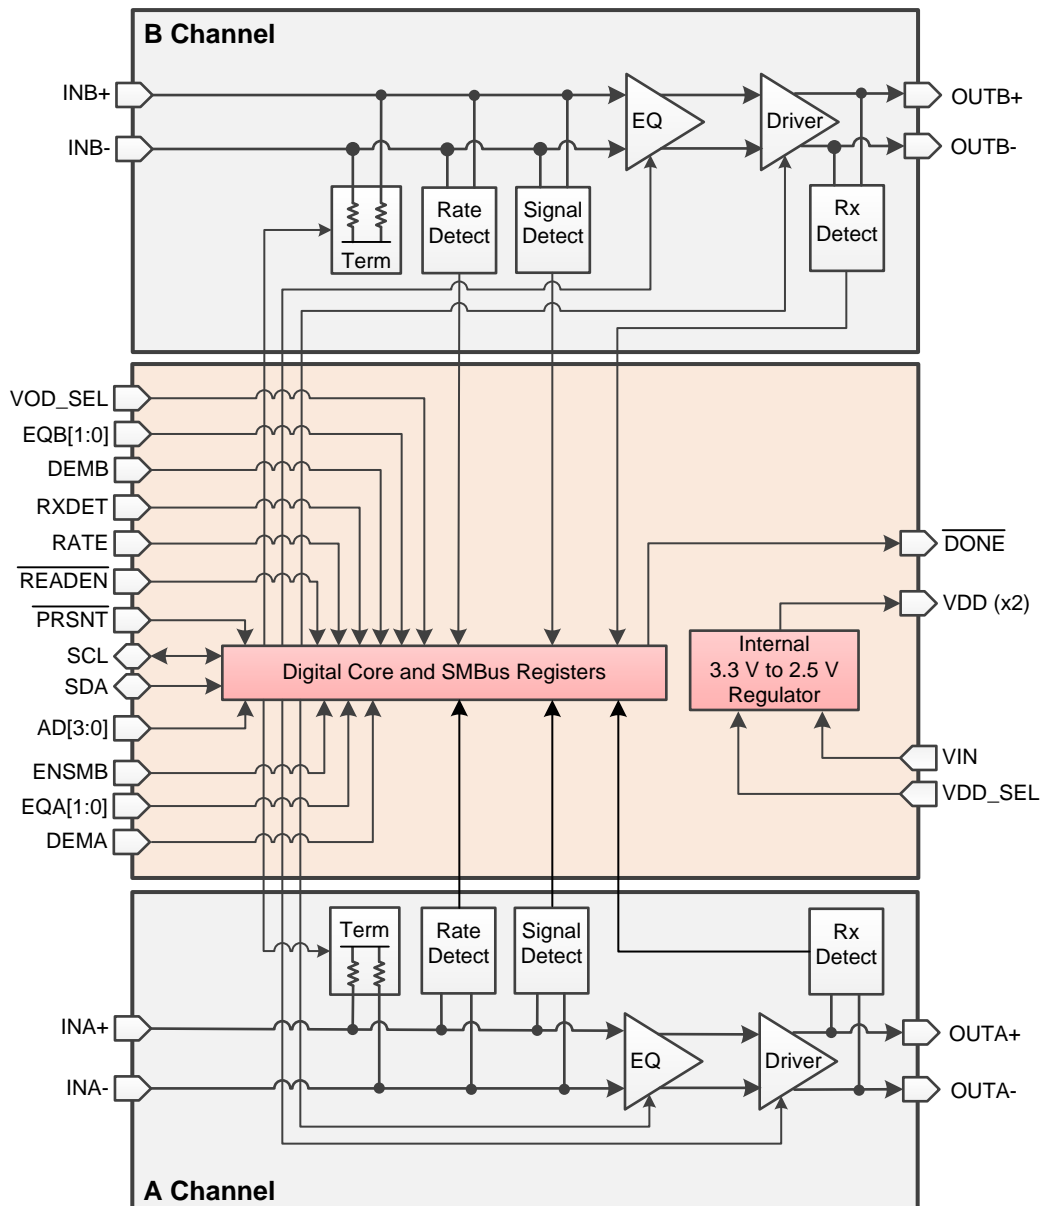 B Channel
INB+
OUTB+
EQ
Driver
INB-
OUTB-
Rate
Detect
Signal
Detect
Rx
Detect
Term
VOD_SEL
EQB[1:0]
DEMB
RXDET
RATE
DONE
READEN
VDD (x2)
PRSNT
SCL
Digital Core and SMBus Registers
Internal
3.3 V to 2.5 V
Regulator
SDA
AD[3:0]
VIN
ENSMB
VDD_SEL
EQA[1:0]
DEMA
Term
Rate
Detect
Signal
Detect
Rx
Detect
INA+
OUTA+
EQ
Driver
INA-
OUTA-
A Channel